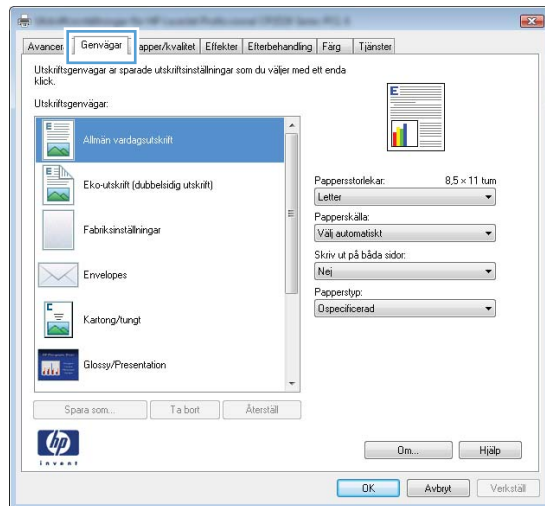 Avancer
Genvägar
apper/kvalitet
Effekter
Efterbehandling
Färg
Tjänster
Utskriftsgenvägar är sparade utskriftsinställningar som du väljer med ett enda
klick.
Utskriftsgenvägar:
Allmän vardagsutskrift
Eko-utskrift (dubbelsidig utskrift)
Fabriksinställningar
Envelopes
Kartong/tungt
Glossy/Presentation
Spara som...
Ta bort
Återställ
E
Pappersstorlekar: 8,5 × 11 tum
Letter
Papperskälla:
Välj automatiskt
Skriv ut på båda sidor:
Nej
Papperstyp:
Ospecificerad
hp
invent
Om...
Hjälp
OK
Avbryt
Verkställ